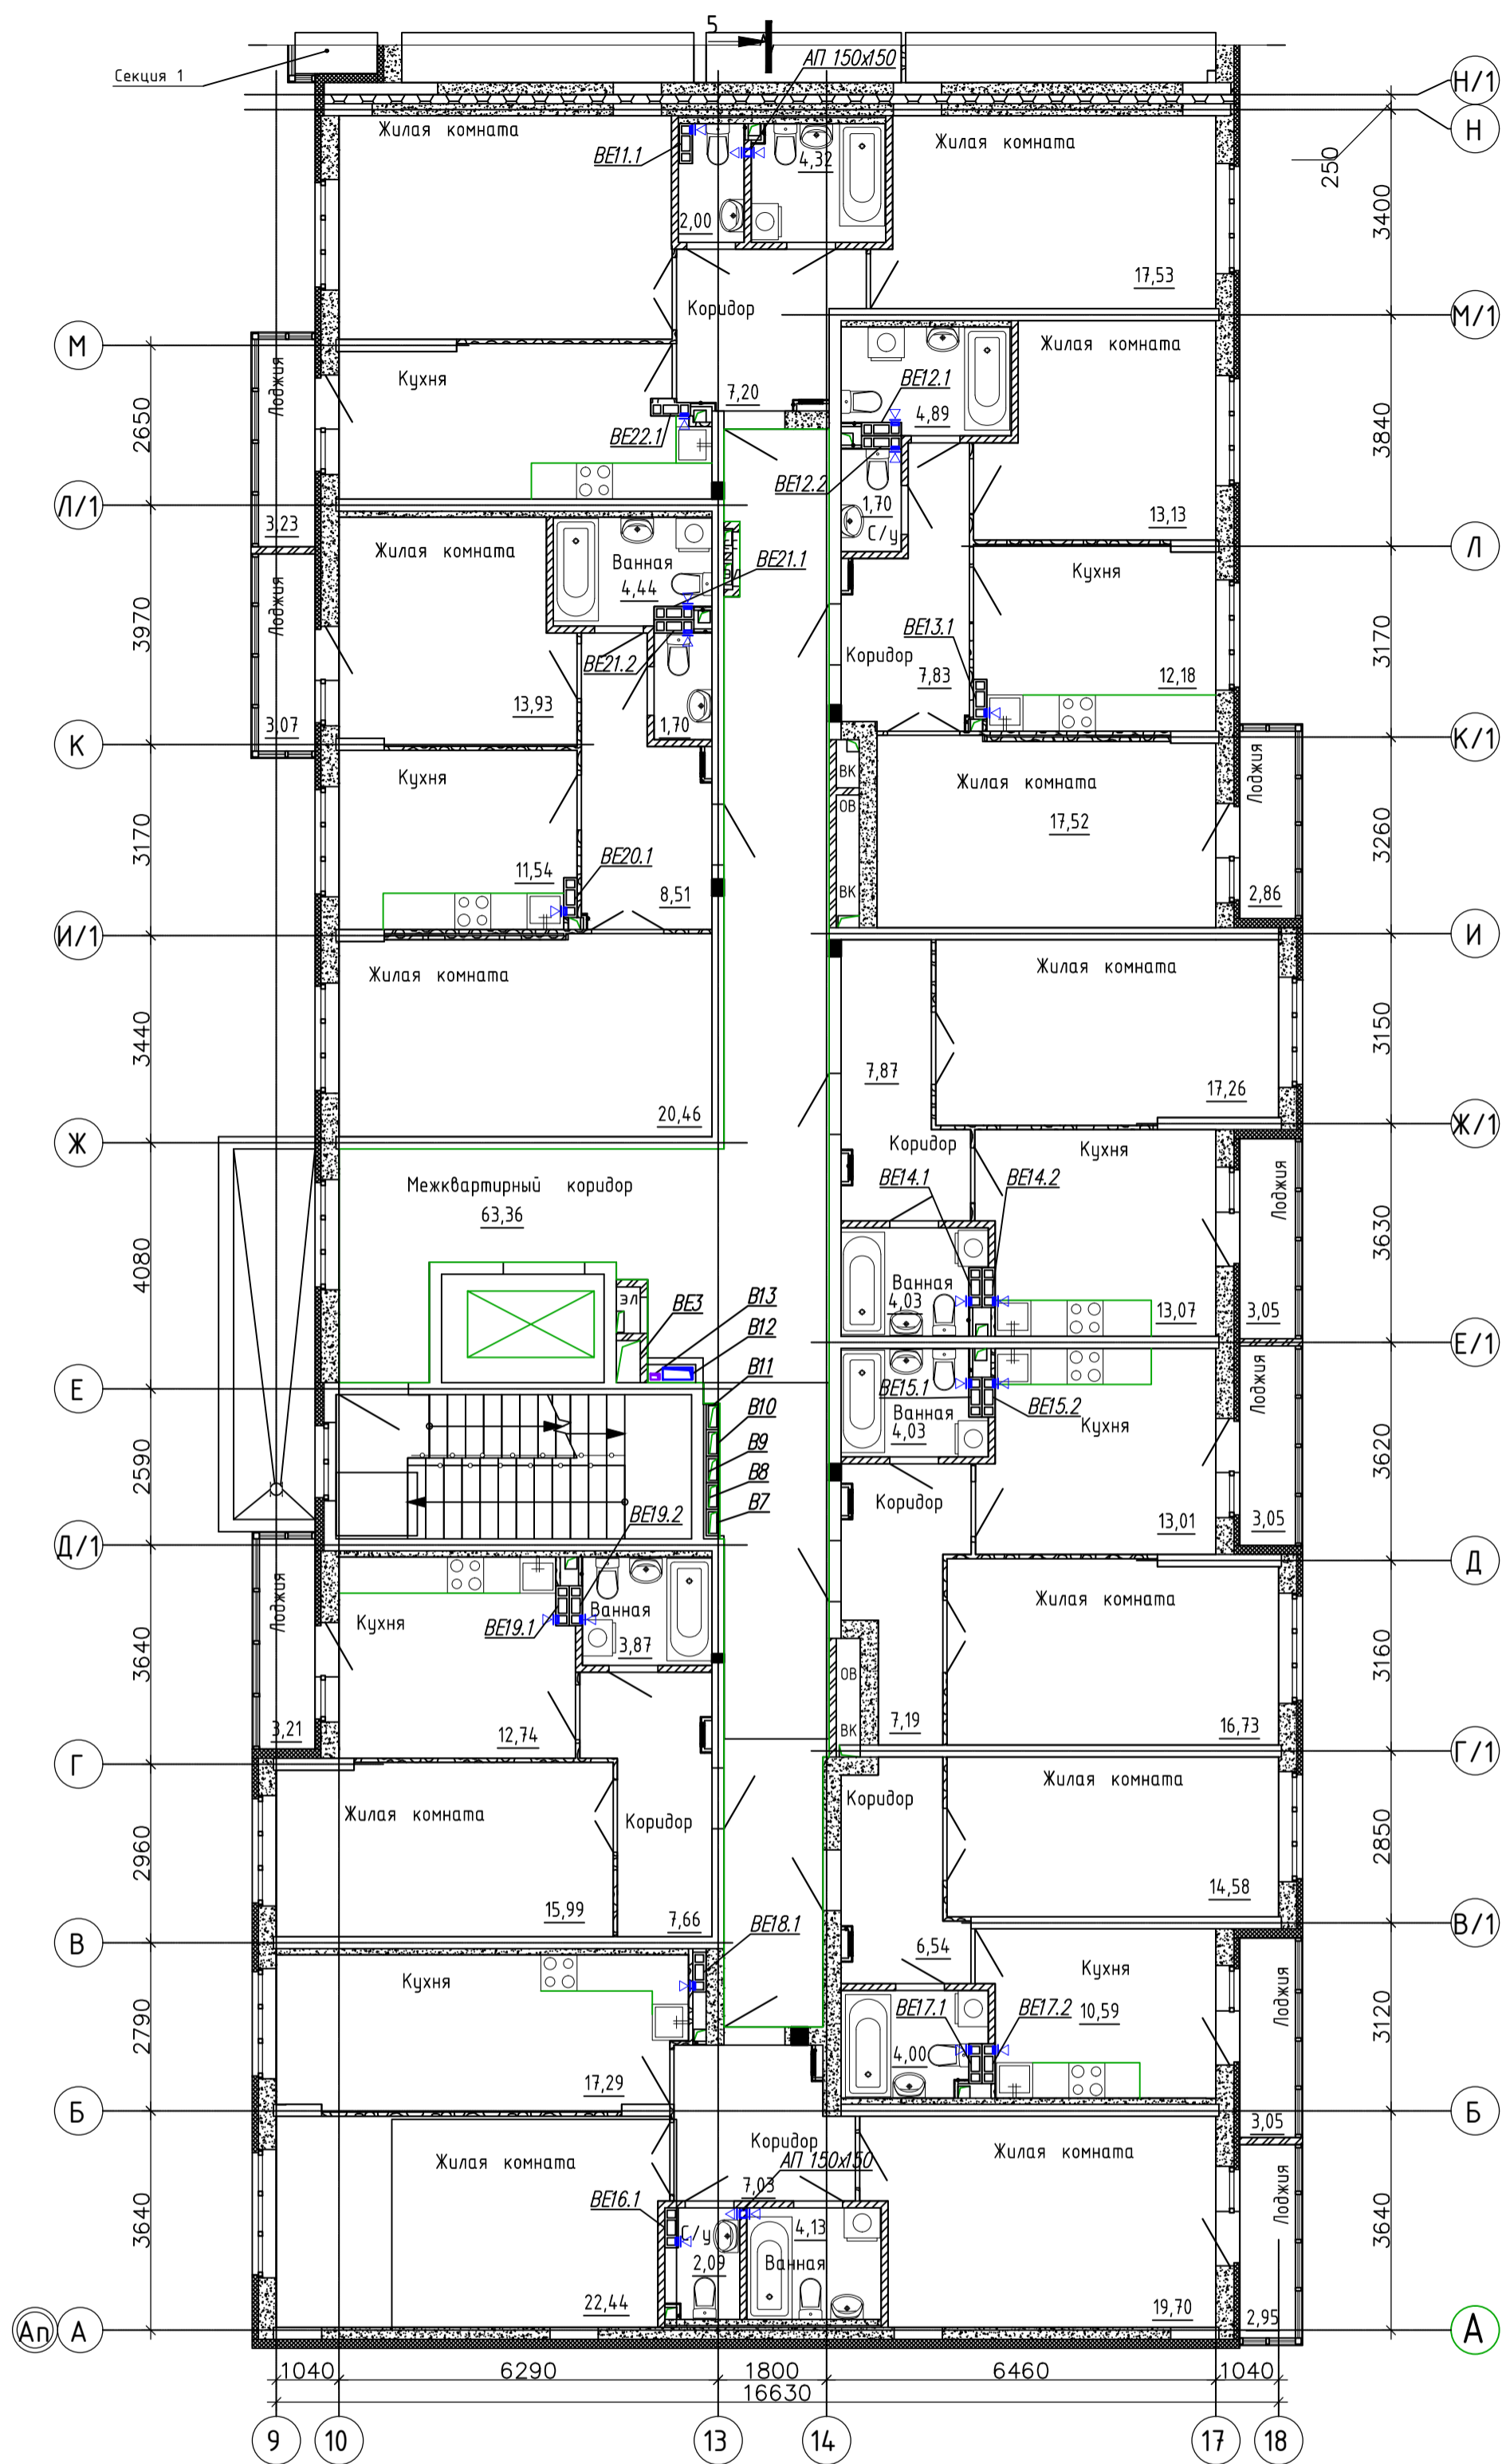 5
АП 150х150
Секция 1
Н/1
Н
Жилая комната
ВЕ11.1
4,32
Жилая комната
250
2,00
3400
17,53
Коридор
М
М/1
Лоджия
Кухня
Жилая комната
7,20
ВЕ12.1
4,89
2650
ВЕ22.1
3840
ВЕ12.2
Л/1
3,23
1,70
13,13
С/у
Жилая комната
Ванная
ВЕ21.1
Л
4,44
Кухня
Лоджия
3970
ВЕ13.1
3170
Коридор
ВЕ21.2
7,83
12,18
13,93
3,07
1,70
К
К/1
Кухня
ВК
Жилая комната
Лоджия
ОВ
17,52
3170
3260
ВЕ20.1
11,54
8,51
ВК
2,86
И/1
И
Жилая комната
Жилая комната
3440
3150
7,87
17,26
20,46
Ж
Ж/1
Коридор
Кухня
Межквартирный коридор
ВЕ14.1
ВЕ14.2
Лоджия
63,36
3630
4080
Ванная
ЭЛ
ВЕ3
В13
4,03
13,07
3,05
В12
Е/1
В11
Е
ВЕ15.1
Лоджия
В10
Ванная
ВЕ15.2
Кухня
4,03
В9
3620
2590
В8
Коридор
В7
ВЕ19.2
13,01
3,05
Д/1
Д
Лоджия
Жилая комната
Кухня
Ванная
ВЕ19.1
3640
3,87
3160
ОВ
3,21
12,74
ВК
7,19
16,73
Г
Г/1
Жилая комната
Коридор
Жилая комната
Коридор
2960
2850
14,58
15,99
7,66
ВЕ18.1
В
В/1
6,54
Кухня
Кухня
Лоджия
2790
ВЕ17.1
ВЕ17.2
10,59
3120
4,00
17,29
Б
Б
3,05
Коридор
Жилая комната
Жилая комната
АП 150х150
7,03
ВЕ16.1
Лоджия
3640
С/у
4,13
3640
2,09
Ванная
22,44
19,70
2,95
Ап
А
А
1040
6290
1800
6460
1040
16630
9
10
13
14
17
18